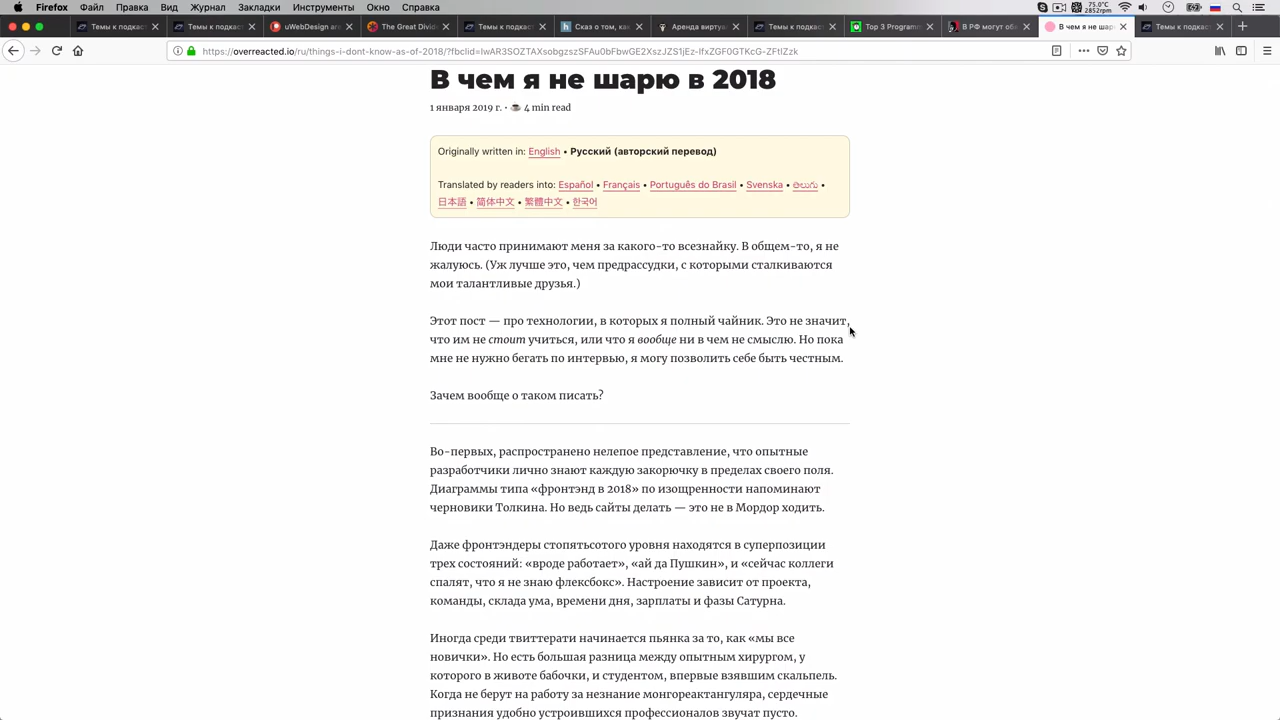 Firefox Файл Правка Вид Журнал Закладки Инструменты Окно Справка
75.0°C
2852rpm
Темы к подкаст
Темы к подкаст
uWebDesign an
The Great Divid
Темы к подкаст
Сказ о том, как
Аренда виртуа
Темы к подкаст
Top 3 Program
В РФ могут обя
В чем я не шар
Темы к подкаст
https://overreacted.io/ru/things-i-dont-know-as-of-2018/?fbclid=IwAR3SOZTAXsobgzszSFAu0bFbwGE2XszJZS1jEz-lfxZGF0GTKcG-ZFtlZzk
В чем я не шарю в 2018
1 января 2019 г. • ☕️ 4 min read
Originally written in: English • Русский (авторский перевод)
Translated by readers into: Español • Français • Português do Brasil • Svenska • తెలుగు •
日本語 • 简体中文 • 繁體中文 • 한국어
Люди часто принимают меня за какого-то всезнайку. В общем-то, я не
жалуюсь. (Уж лучше это, чем предрассудки, с которыми сталкиваются
мои талантливые друзья.)
Этот пост — про технологии, в которых я полный чайник. Это не значит,
что им не стоит учиться, или что я вообще ни в чем не смыслю. Но пока
мне не нужно бегать по интервью, я могу позволить себе быть честным.
Зачем вообще о таком писать?
Во-первых, распространено нелепое представление, что опытные
разработчики лично знают каждую закорючку в пределах своего поля.
Диаграммы типа «фронтэнд в 2018» по изощренности напоминают
черновики Толкина. Но ведь сайты делать — это не в Мордор ходить.
Даже фронтэндеры стопятьсотого уровня находятся в суперпозиции
трех состояний: «вроде работает», «ай да Пушкин», и «сейчас коллеги
спалят, что я не знаю флексбокс». Настроение зависит от проекта,
команды, склада ума, времени дня, зарплаты и фазы Сатурна.
Иногда среди твиттерати начинается пьянка за то, как «мы все
новички». Но есть большая разница между опытным хирургом, у
которого в животе бабочки, и студентом, впервые взявшим скальпель.
Когда не берут на работу за незнание монгореактангуляра, сердечные
признания удобно устроившихся профессионалов звучат пусто.